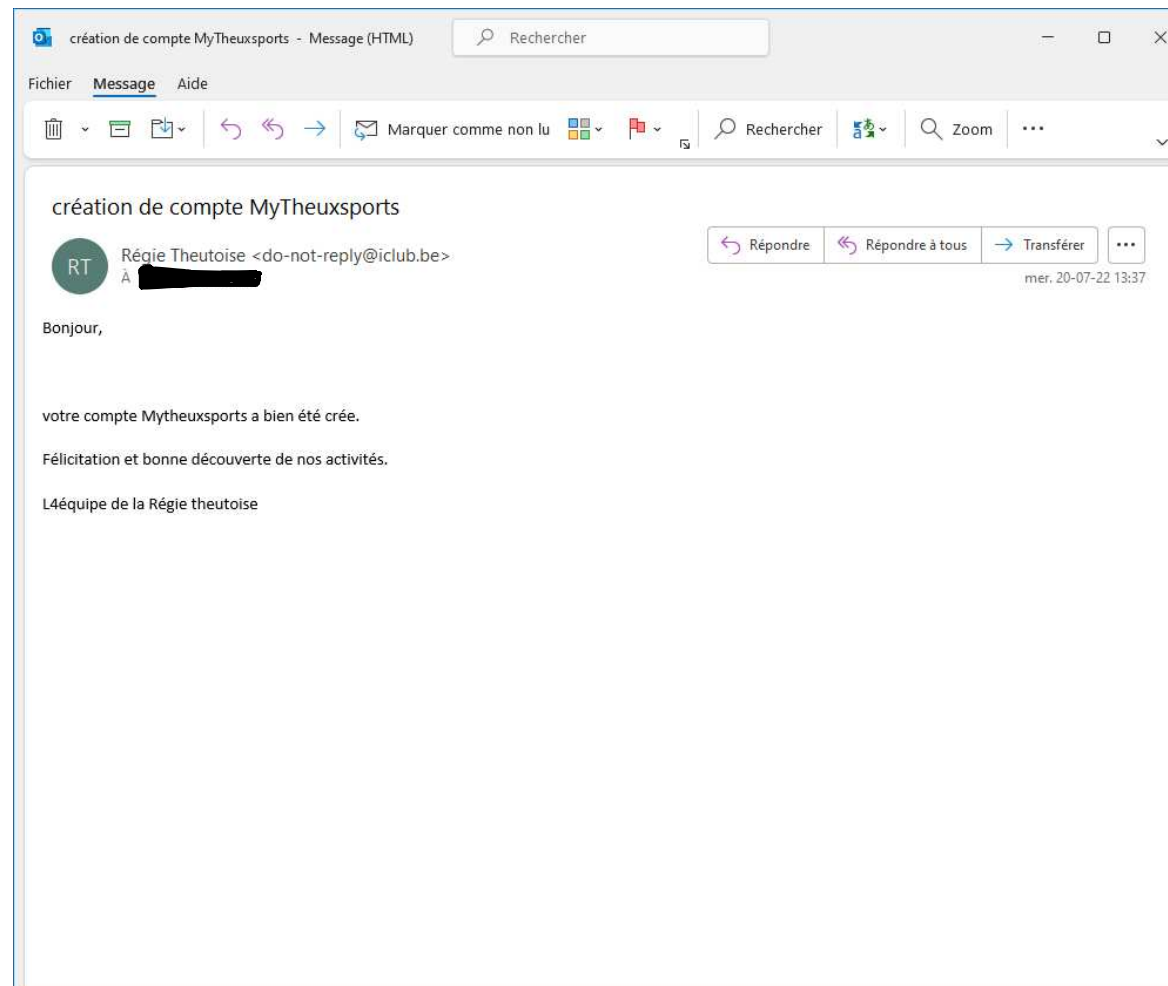 création de compte MyTheuxsports - Message (HTML)
Rechercher
Fichier Message Aide
Marquer comme non lu
Rechercher
Zoom
création de compte MyTheuxsports
RT
Régie Theutoise <do-not-reply@iclub.be>
À
Répondre
Répondre à tous
Transférer
mer. 20-07-22 13:37
Bonjour,
votre compte Mytheuxsports a bien été crée.
Félicitation et bonne découverte de nos activités.
L4équipe de la Régie theutoise